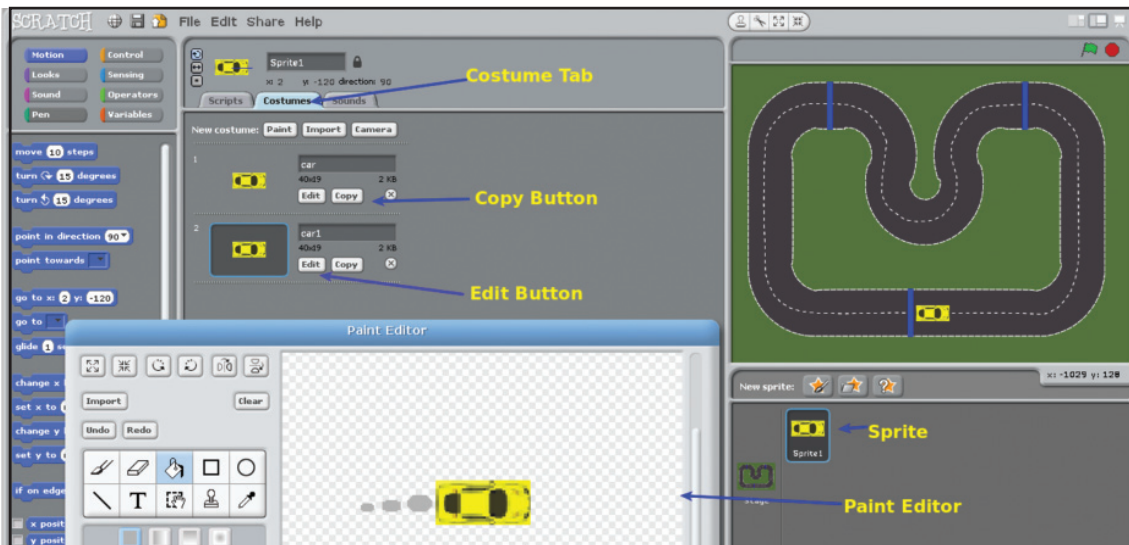 SCRATCH File Edit Share Help
Motion Control
Looks Sensing
Sound Operators
Pen Variables
Sprite1
x: 2 y: -120 direction: 90
Costume Tab
Scripts Costumes Sounds
New costume: Paint Import Camera
move 10 steps
turn 15 degrees
turn 15 degrees
point in direction 90
point towards
go to x: 2 y: -120
go to
glide 1
change x
set x to
change y
set y to
if on edge
x
y
1
car
40x19 2 KB
Edit Copy
Copy Button
2
car1
40x19 2 KB
Edit Copy
Edit Button
Paint Editor
Import Clear
Undo Redo
T
x: -1029 y: 128
New sprite:
Sprite1
Sprite
Stage
Paint Editor